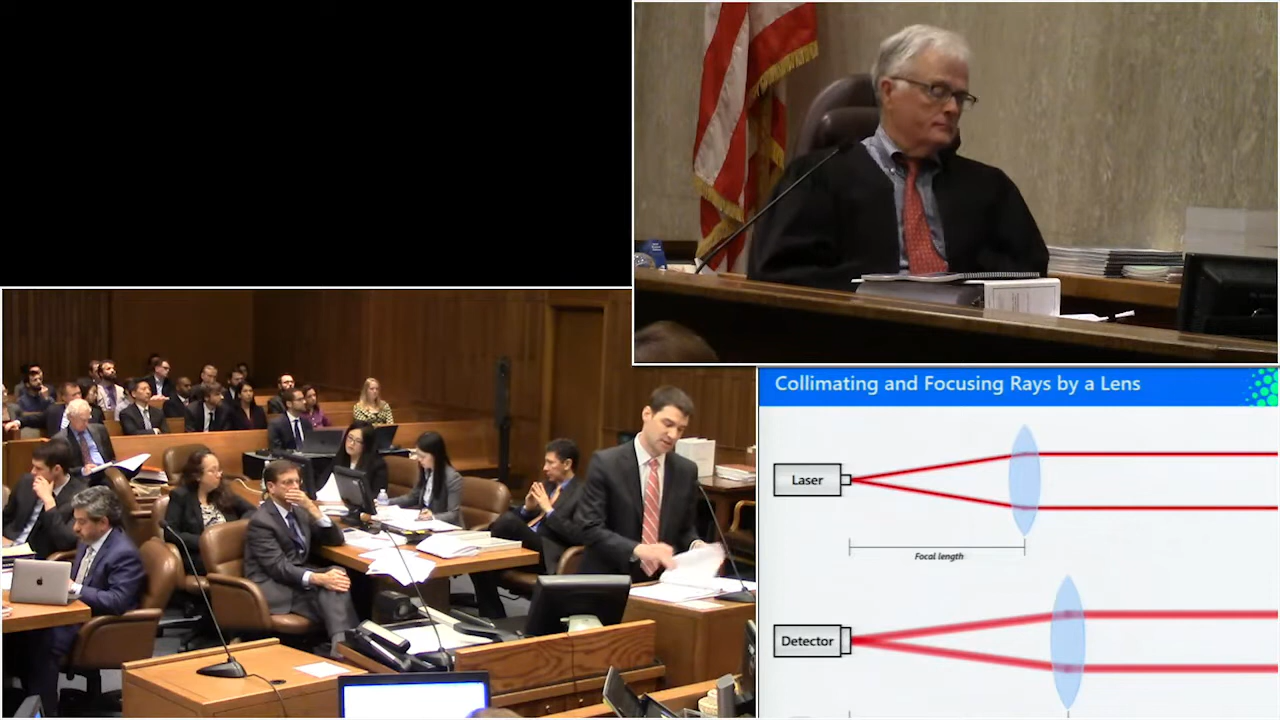 Collimating and Focusing Rays by a Lens
Laser
Focal length
Detector